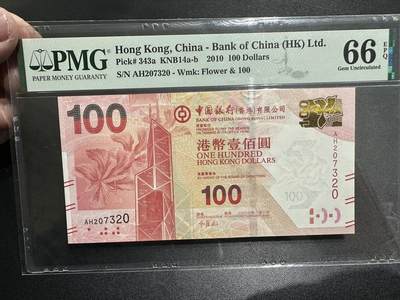 PMG
PAPER MONEY GUARANTY
Hong Kong, China - Bank of China (HK) Ltd.
Pick# 343a KNB14a-b 2010 100 Dollars
S/N AH207320 - Wmk: Flower & 100
66 EPQ
Gem Uncirculated
100
中國銀行(香港)有限公司
BANK OF CHINA (HONG KONG) LIMITED
港幣壹佰圓
ONE HUNDRED
HONG KONG DOLLARS
100
100
100
AH207320
AH207320